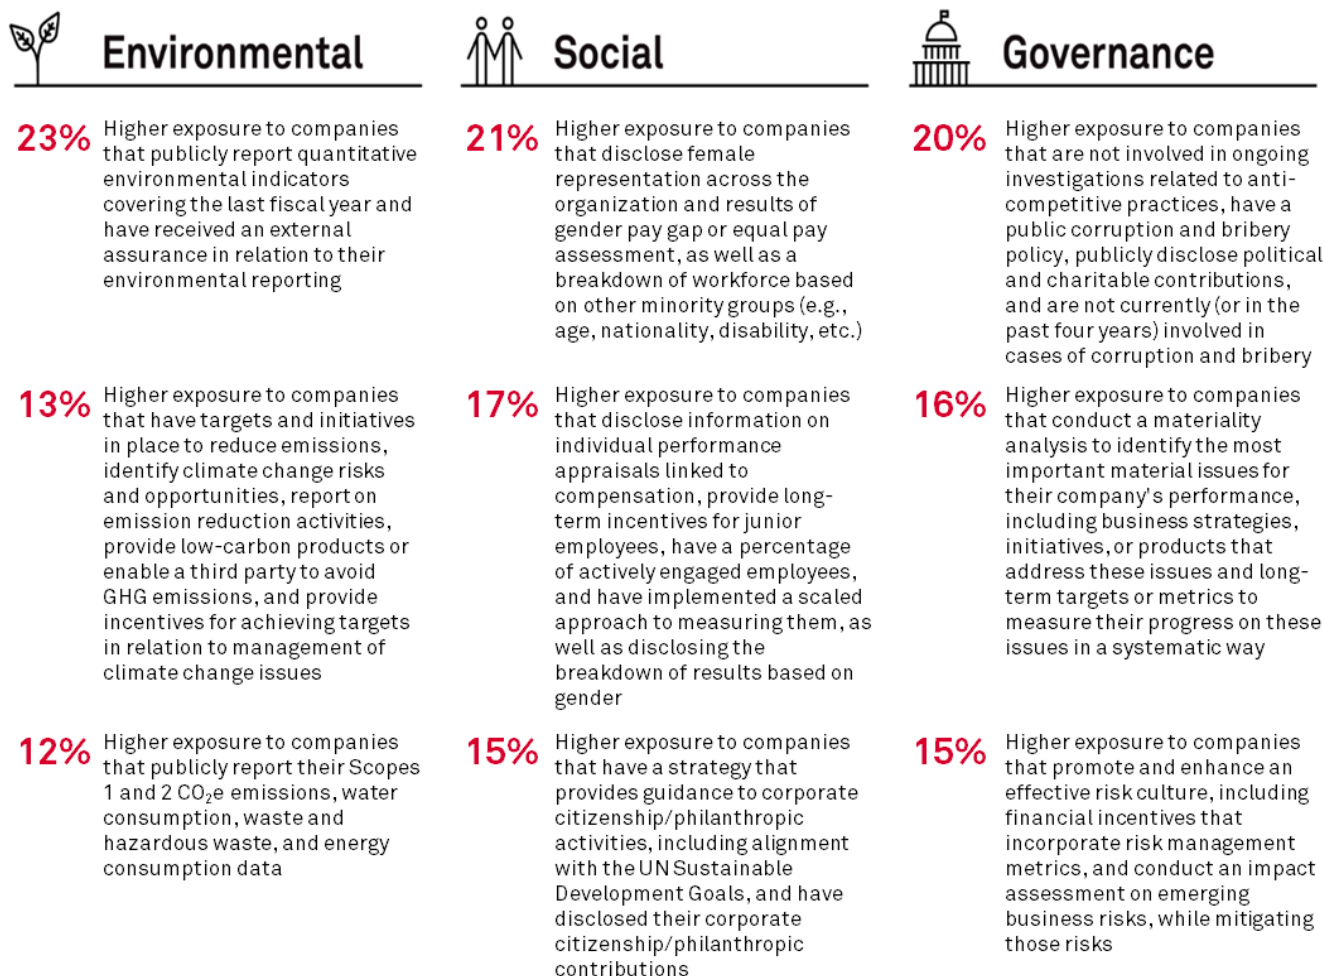 Environmental
23%
Higher exposure to companies
that publicly report quantitative
environmental indicators
covering the last fiscal year and
have received an external
assurance in relation to their
environmental reporting
13%
Higher exposure to companies
that have targets and initiatives
in place to reduce emissions,
identify climate change risks
and opportunities, report on
emission reduction activities,
provide low-carbon products or
enable a third party to avoid
GHG emissions, and provide
incentives for achieving targets
in relation to management of
climate change issues
12%
Higher exposure to companies
that publicly report their Scopes
1 and 2 CO₂e emissions, water
consumption, waste and
hazardous waste, and energy
consumption data
Social
21%
Higher exposure to companies
that disclose female
representation across the
organization and results of
gender pay gap or equal pay
assessment, as well as a
breakdown of workforce based
on other minority groups (e.g.,
age, nationality, disability, etc.)
17%
Higher exposure to companies
that disclose information on
individual performance
appraisals linked to
compensation, provide long-
term incentives for junior
employees, have a percentage
of actively engaged employees,
and have implemented a scaled
approach to measuring them, as
well as disclosing the
breakdown of results based on
gender
15%
Higher exposure to companies
that have a strategy that
provides guidance to corporate
citizenship/philanthropic
activities, including alignment
with the UN Sustainable
Development Goals, and have
disclosed their corporate
citizenship/philanthropic
contributions
Governance
20%
Higher exposure to companies
that are not involved in ongoing
investigations related to anti-
competitive practices, have a
public corruption and bribery
policy, publicly disclose political
and charitable contributions,
and are not currently (or in the
past four years) involved in
cases of corruption and bribery
16%
Higher exposure to companies
that conduct a materiality
analysis to identify the most
important material issues for
their company's performance,
including business strategies,
initiatives, or products that
address these issues and long-
term targets or metrics to
measure their progress on these
issues in a systematic way
15%
Higher exposure to companies
that promote and enhance an
effective risk culture, including
financial incentives that
incorporate risk management
metrics, and conduct an impact
assessment on emerging
business risks, while mitigating
those risks